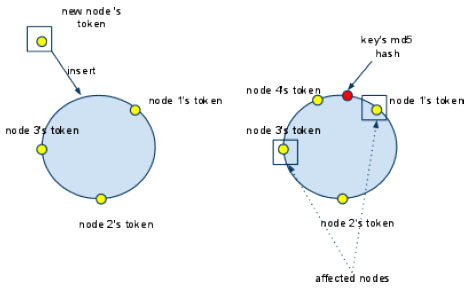 new node's
token
insert
node 1's token
node 3's token
node 2's token
key's md5
hash
node 4's token
node 1's token
node 3's token
node 2's token
affected nodes